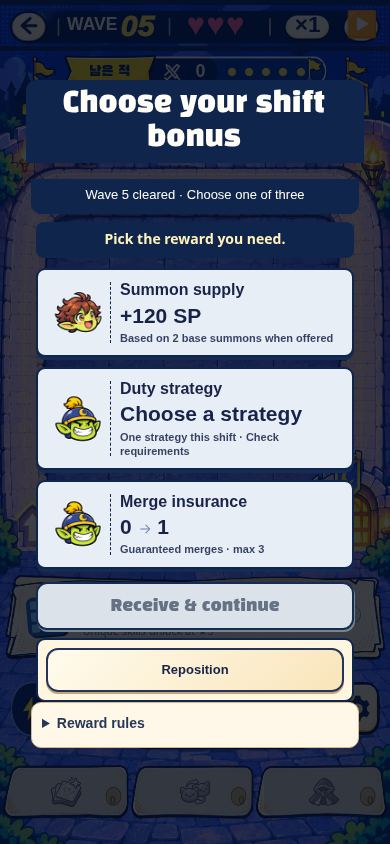 WAVE 05
×1
남은 적
0
Choose your shift
bonus
Wave 5 cleared · Choose one of three
Pick the reward you need.
Summon supply
+120 SP
Based on 2 base summons when offered
Duty strategy
Choose a strategy
One strategy this shift · Check
requirements
Merge insurance
0 → 1
Guaranteed merges · max 3
Receive & continue
Reposition
▶ Reward rules
0
0
0